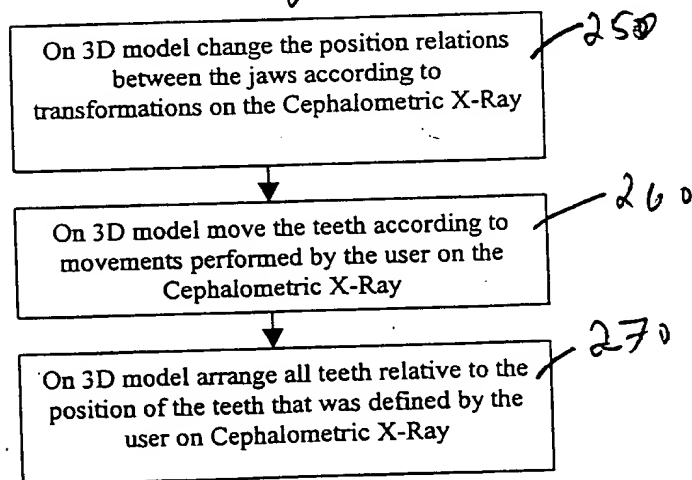 On 3D model change the position relations
between the jaws according to
transformations on the Cephalometric X-Ray
250
On 3D model move the teeth according to
movements performed by the user on the
Cephalometric X-Ray
260
On 3D model arrange all teeth relative to the
position of the teeth that was defined by the
user on Cephalometric X-Ray
270